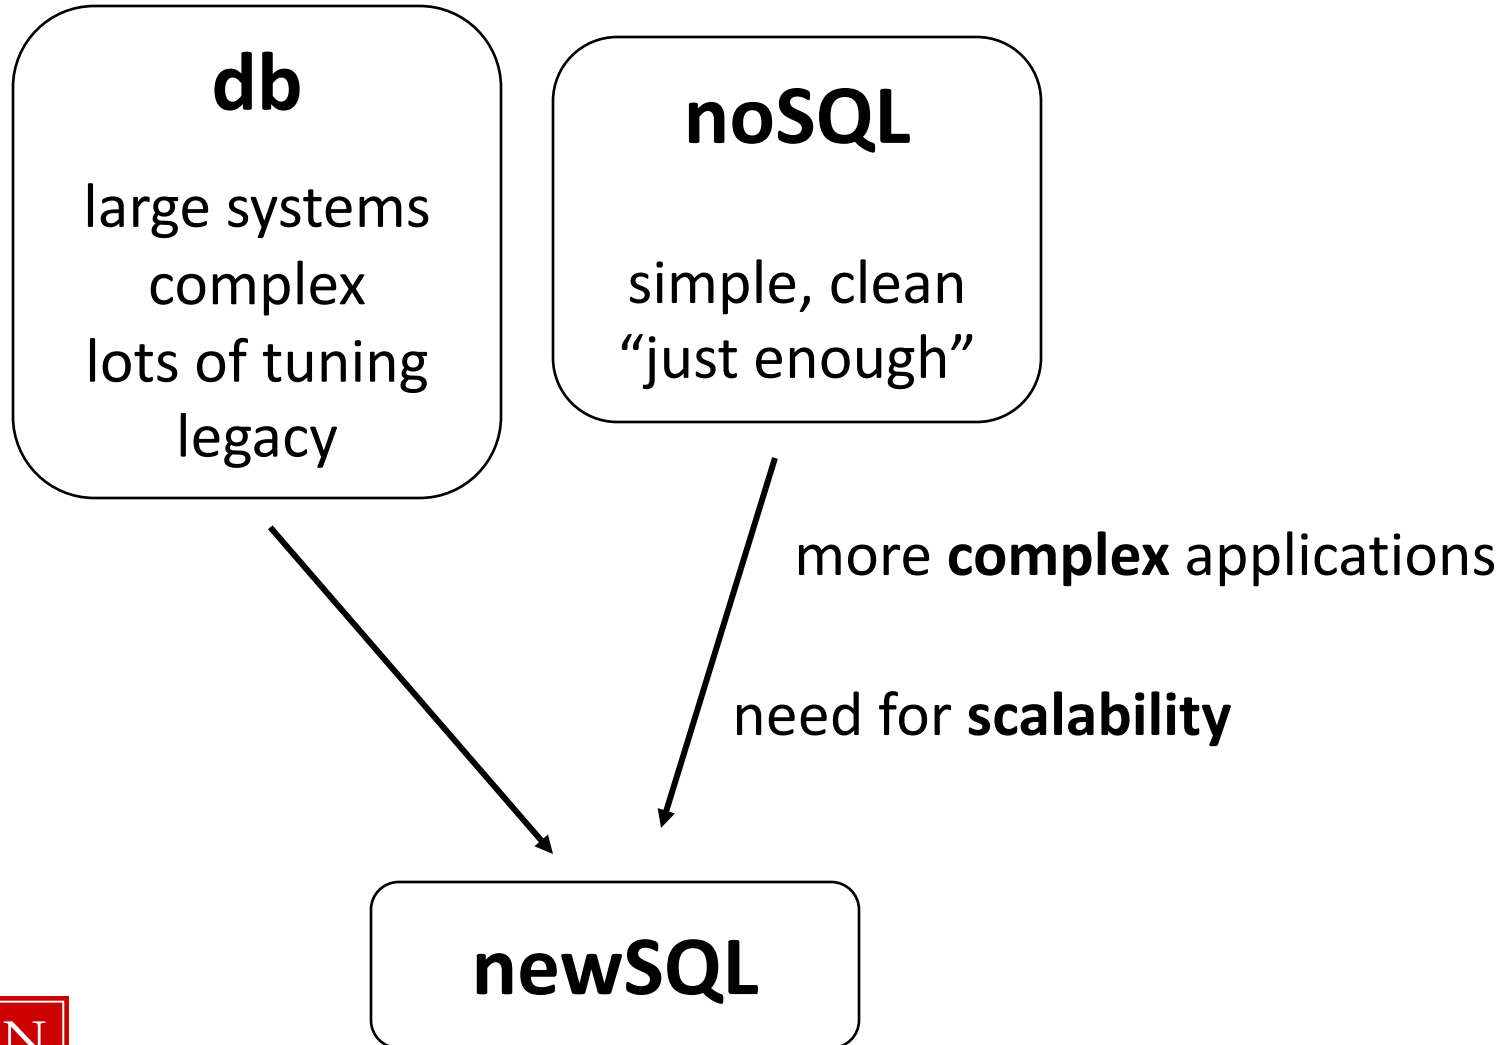 db
large systems
complex
lots of tuning
legacy
noSQL
simple, clean
“just enough”
more complex applications
need for scalability
newSQL
N